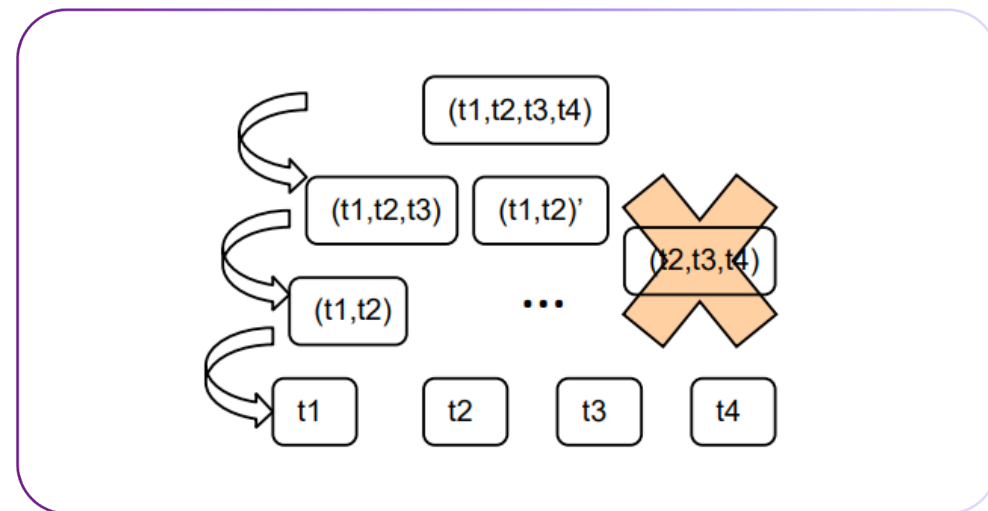 (t1,t2,t3,t4)
(t1,t2,t3)
(t1,t2)’
(t2,t3,t4)
(t1,t2)
...
t1
t2
t3
t4